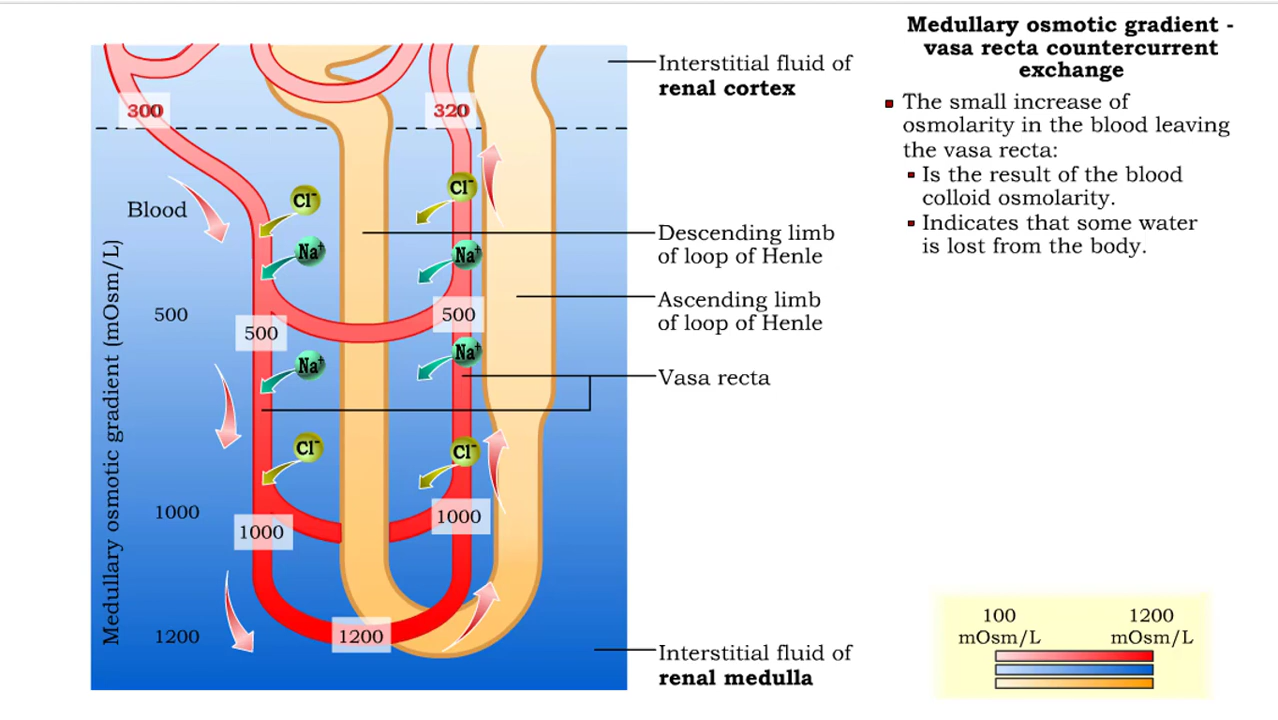 Medullary osmotic gradient -
vasa recta countercurrent
exchange
▪ The small increase of
osmolarity in the blood leaving
the vasa recta:
▪ Is the result of the blood
colloid osmolarity.
▪ Indicates that some water
is lost from the body.
Interstitial fluid of
renal cortex
300
320
Cl⁻
Cl⁻
Blood
Descending limb
of loop of Henle
Na⁺
Na⁺
Ascending limb
of loop of Henle
500
500
500
Na⁺
Na⁺
Vasa recta
Cl⁻
Cl⁻
1000
1000
1000
1200
1200
Medullary osmotic gradient (mOsm/L)
Interstitial fluid of
renal medulla
100
mOsm/L
1200
mOsm/L